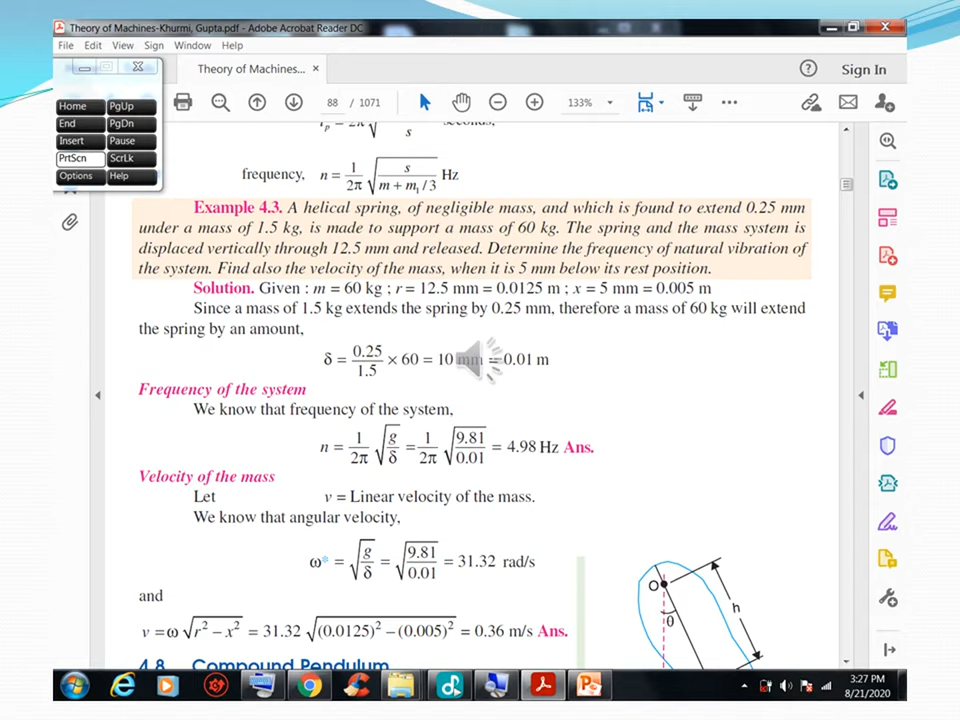 Theory of Machines-Khurmi, Gupta.pdf - Adobe Acrobat Reader DC
File Edit View Sign Window Help
Theory of Machines... ×
Sign In
88 / 1071
133%
Home PgUp
End PgDn
Insert Pause
PrtScn ScrLk
Options Help
s
frequency, n = 1/2π √(s/(m + m₁/3)) Hz
Example 4.3. A helical spring, of negligible mass, and which is found to extend 0.25 mm
under a mass of 1.5 kg, is made to support a mass of 60 kg. The spring and the mass system is
displaced vertically through 12.5 mm and released. Determine the frequency of natural vibration of
the system. Find also the velocity of the mass, when it is 5 mm below its rest position.
Solution. Given : m = 60 kg ; r = 12.5 mm = 0.0125 m ; x = 5 mm = 0.005 m
Since a mass of 1.5 kg extends the spring by 0.25 mm, therefore a mass of 60 kg will extend
the spring by an amount,
δ = 0.25/1.5 × 60 = 10 mm = 0.01 m
Frequency of the system
We know that frequency of the system,
n = 1/2π √(g/δ) = 1/2π √(9.81/0.01) = 4.98 Hz Ans.
Velocity of the mass
Let v = Linear velocity of the mass.
We know that angular velocity,
ω* = √(g/δ) = √(9.81/0.01) = 31.32 rad/s
and
v = ω √(r² – x²) = 31.32 √((0.0125)² – (0.005)²) = 0.36 m/s Ans.
O
h
θ
4.8 Compound Pendulum
3:27 PM
8/21/2020